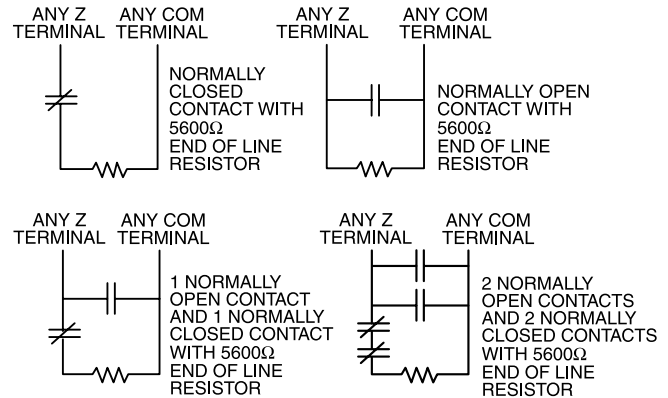 ANY Z
TERMINAL
ANY COM
TERMINAL
NORMALLY
CLOSED
CONTACT WITH
5600Ω
END OF LINE
RESISTOR
ANY Z
TERMINAL
ANY COM
TERMINAL
NORMALLY OPEN
CONTACT WITH
5600Ω
END OF LINE
RESISTOR
ANY Z
TERMINAL
ANY COM
TERMINAL
1 NORMALLY
OPEN CONTACT
AND 1 NORMALLY
CLOSED CONTACT
WITH 5600Ω
END OF LINE
RESISTOR
ANY Z
TERMINAL
ANY COM
TERMINAL
2 NORMALLY
OPEN CONTACTS
AND 2 NORMALLY
CLOSED CONTACTS
WITH 5600Ω
END OF LINE
RESISTOR